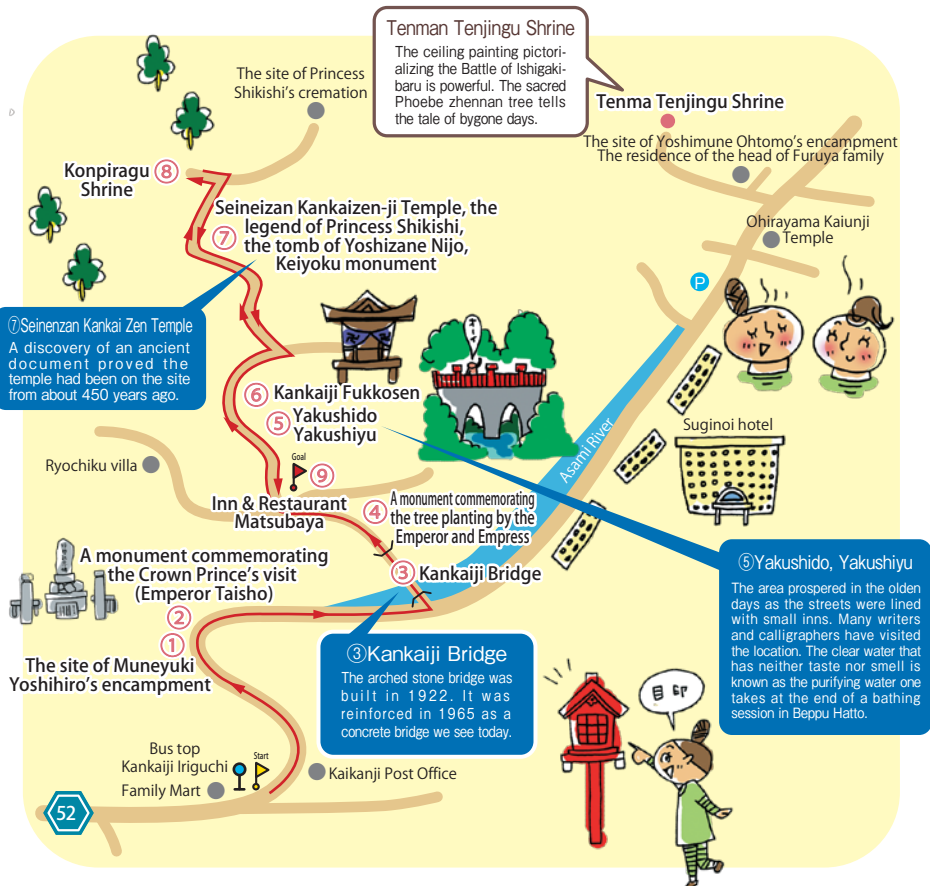 Tenman Tenjingu Shrine
The ceiling painting pictori-
alizing the Battle of Ishigaki-
baru is powerful. The sacred
Phoebe zhennan tree tells
the tale of bygone days.
The site of Princess
Shikishi's cremation
Tenma Tenjingu Shrine
The site of Yoshimune Ohtomo's encampment
The residence of the head of Furuya family
Konpiragu ⑧
Shrine
Seineizan Kankaizen-ji Temple, the
legend of Princess Shikishi,
⑦
the tomb of Yoshizane Nijo,
Keiyoku monument
Ohirayama Kaiunji
Temple
P
⑦Seinenzan Kankai Zen Temple
A discovery of an ancient
document proved the
temple had been on the site
from about 450 years ago.
オーイ
⑥ Kankaiji Fukkosen
⑤ Yakushido
Yakushiyu
Asami River
Suginoi hotel
Ryochiku villa
Goal
⑨
Inn & Restaurant
Matsubaya
④ A monument commemorating
the tree planting by the
Emperor and Empress
A monument commemorating
the Crown Prince's visit
(Emperor Taisho)
②
③ Kankaiji Bridge
①
The site of Muneyuki
Yoshihiro's encampment
③Kankaiji Bridge
The arched stone bridge was
built in 1922. It was
reinforced in 1965 as a
concrete bridge we see today.
⑤Yakushido, Yakushiyu
The area prospered in the olden
days as the streets were lined
with small inns. Many writers
and calligraphers have visited
the location. The clear water that
has neither taste nor smell is
known as the purifying water one
takes at the end of a bathing
session in Beppu Hatto.
目印
Bus top
Kankaiji Iriguchi
Start
Family Mart
Kaikanji Post Office
52